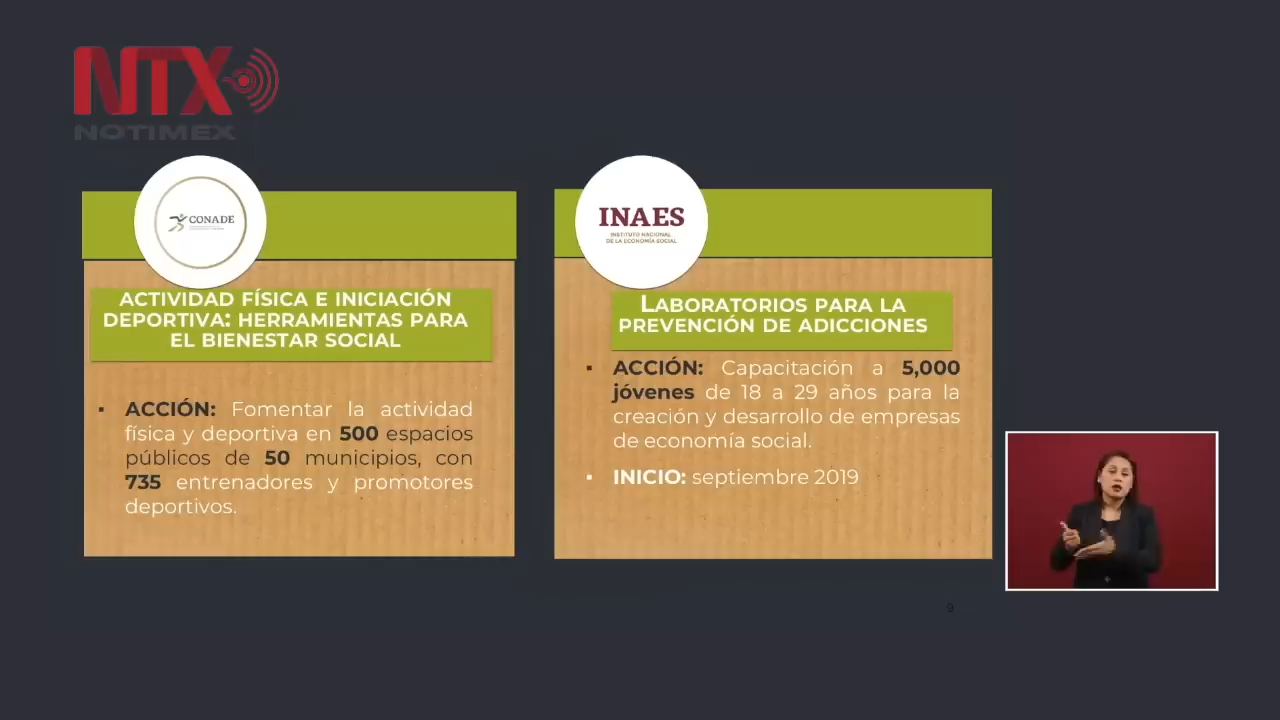 NTX
NOTIMEX
CONADE
ACTIVIDAD FÍSICA E INICIACIÓN
DEPORTIVA: HERRAMIENTAS PARA
EL BIENESTAR SOCIAL
▪ ACCIÓN: Fomentar la actividad
física y deportiva en 500 espacios
públicos de 50 municipios, con
735 entrenadores y promotores
deportivos.
INAES
INSTITUTO NACIONAL
DE LA ECONOMÍA SOCIAL
LABORATORIOS PARA LA
PREVENCIÓN DE ADICCIONES
▪ ACCIÓN: Capacitación a 5,000
jóvenes de 18 a 29 años para la
creación y desarrollo de empresas
de economía social.
▪ INICIO: septiembre 2019
9